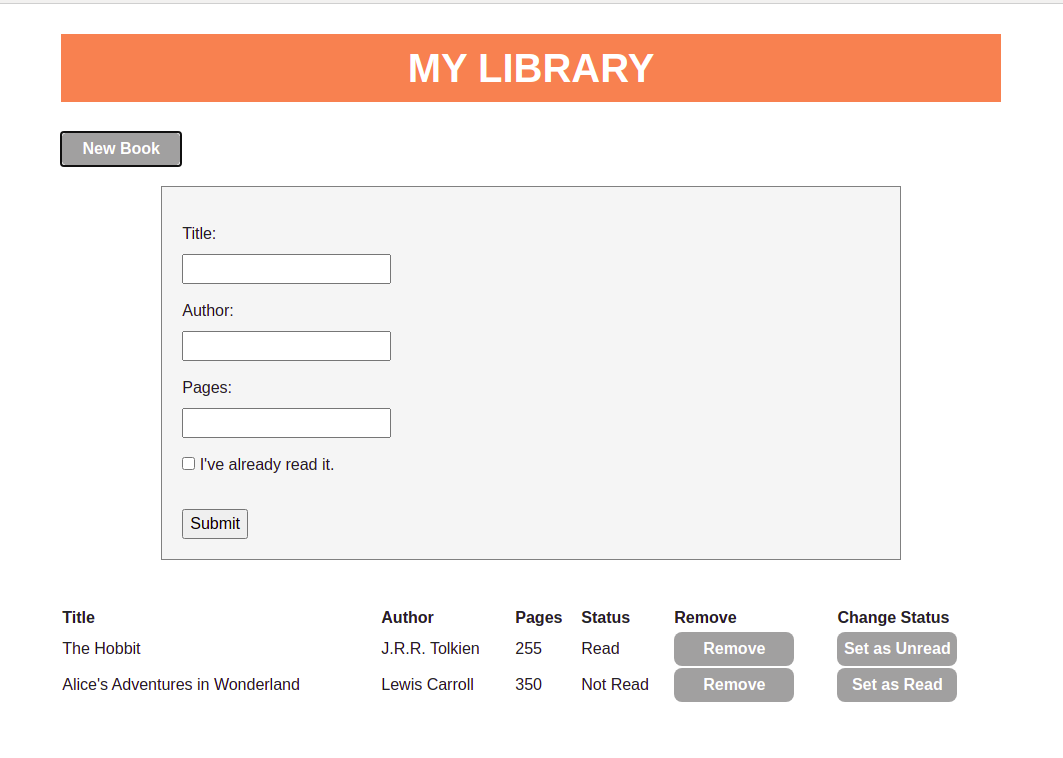 MY LIBRARY
New Book
Title:
Author:
Pages:
I've already read it.
Submit
Title Author Pages Status Remove Change Status
The Hobbit J.R.R. Tolkien 255 Read Remove Set as Unread
Alice's Adventures in Wonderland Lewis Carroll 350 Not Read Remove Set as Read